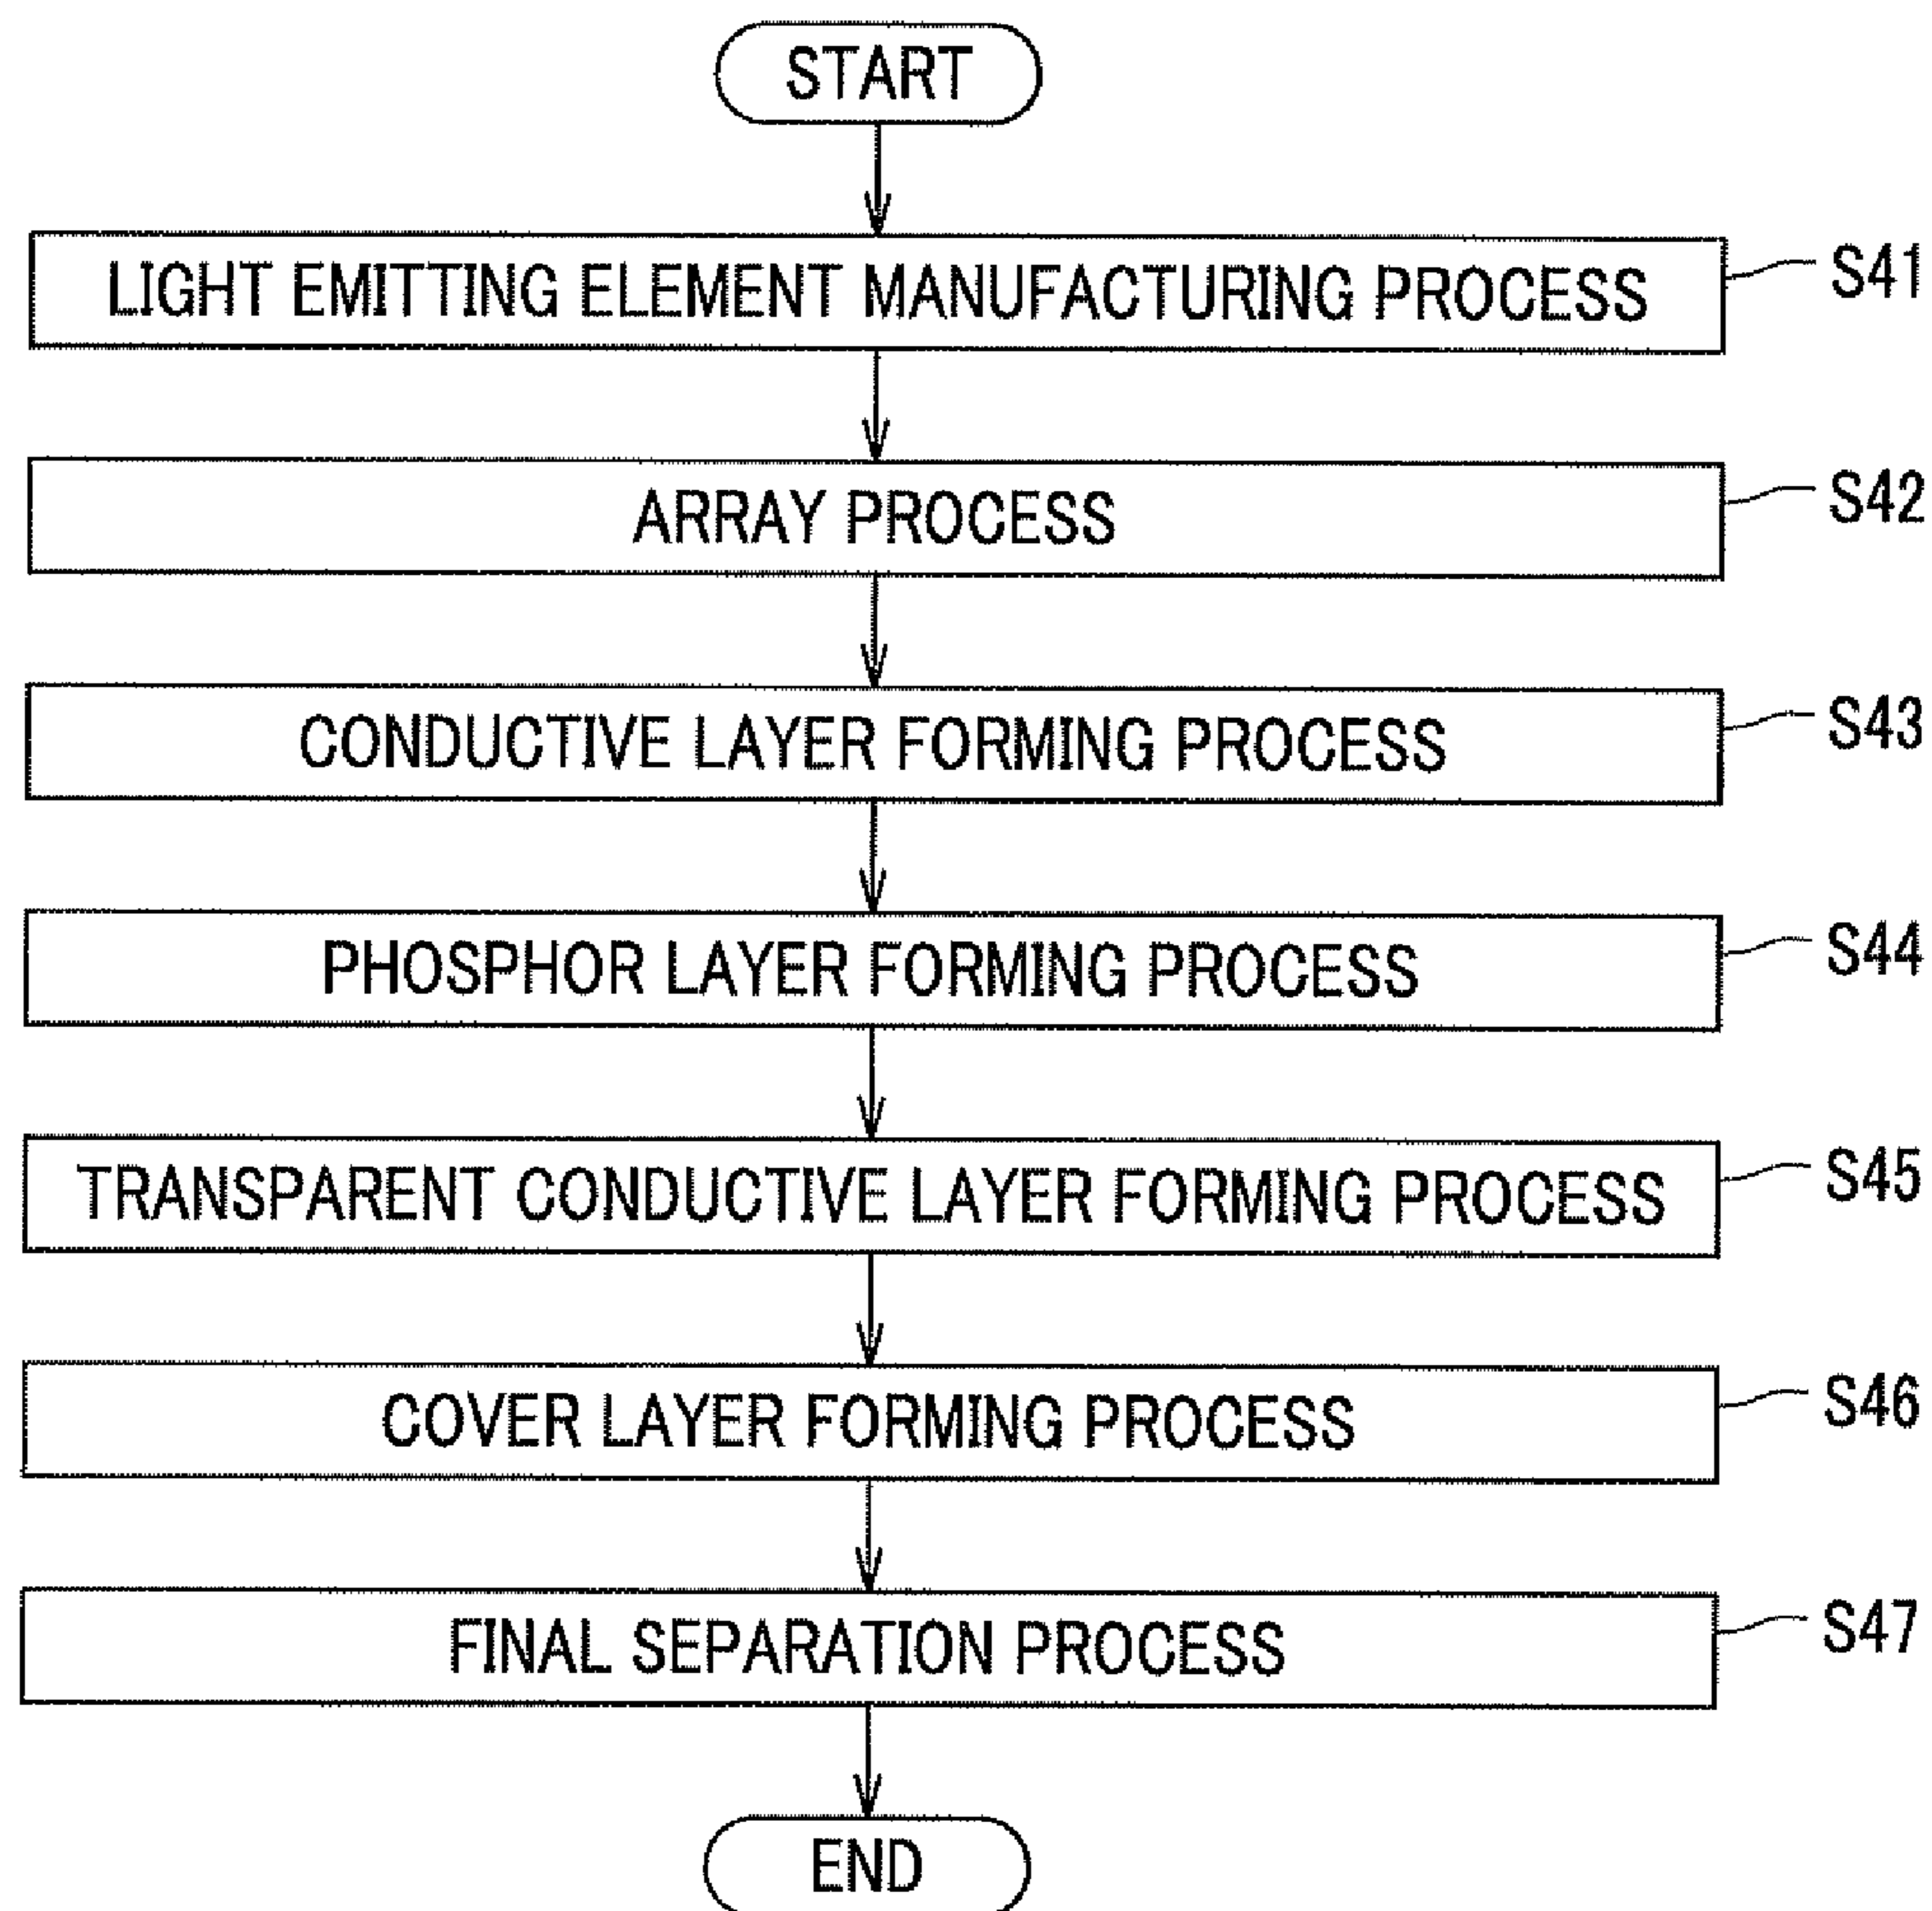 START
LIGHT EMITTING ELEMENT MANUFACTURING PROCESS S41
ARRAY PROCESS S42
CONDUCTIVE LAYER FORMING PROCESS S43
PHOSPHOR LAYER FORMING PROCESS S44
TRANSPARENT CONDUCTIVE LAYER FORMING PROCESS S45
COVER LAYER FORMING PROCESS S46
FINAL SEPARATION PROCESS S47
END